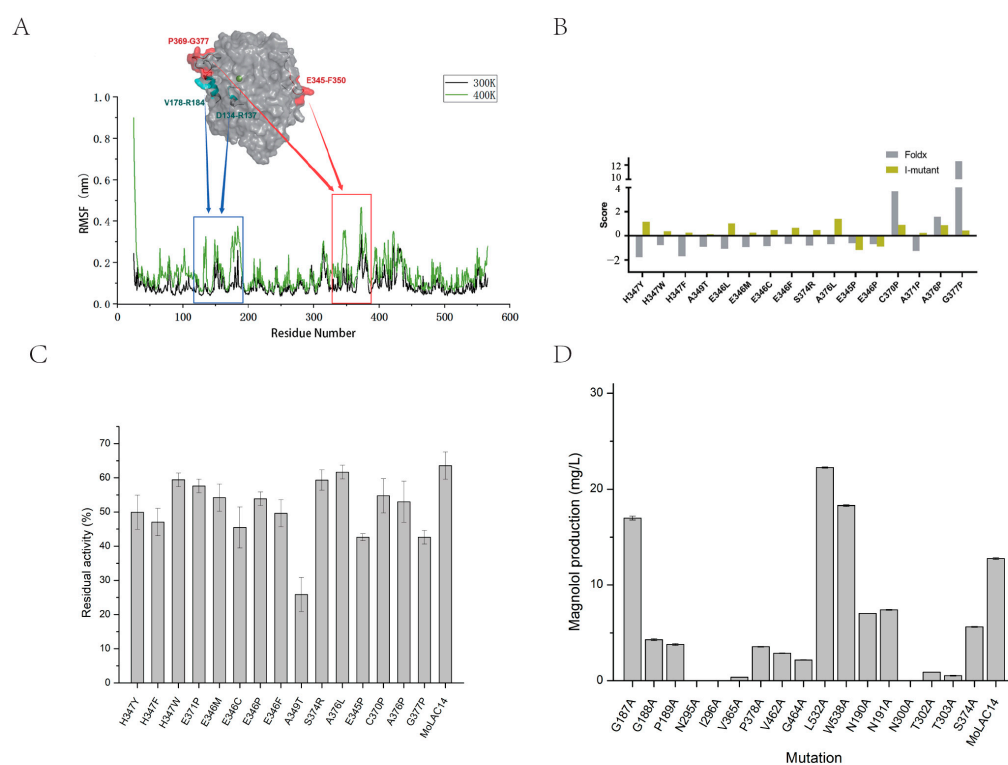 A
P369-G377
E345-F350
V178-R184
D134-R137
300K
400K
1.0
0.8
0.6
0.4
0.2
0.0
RMSF (nm)
0
100
200
300
400
500
600
Residue Number
B
Foldx
I-mutant
12
10
4
2
0
−2
Score
H347Y
H347W
H347F
A349T
E346L
E346M
E346C
E346F
S374R
A376L
E345P
E346P
C370P
A371P
A376P
G377P
C
70
60
50
40
30
20
10
0
Residual activity (%)
H347Y
H347F
H347W
E371P
E346M
E346C
E346P
E346F
A349T
S374R
A376L
E345P
C370P
A376P
G377P
MoLAC14
D
30
20
10
0
Magnolol production (mg/L)
G187A
G188A
P189A
N295A
I296A
V365A
P378A
V462A
G464A
L532A
W538A
N190A
N191A
N300A
T302A
T303A
S374A
MoLAC14
Mutation